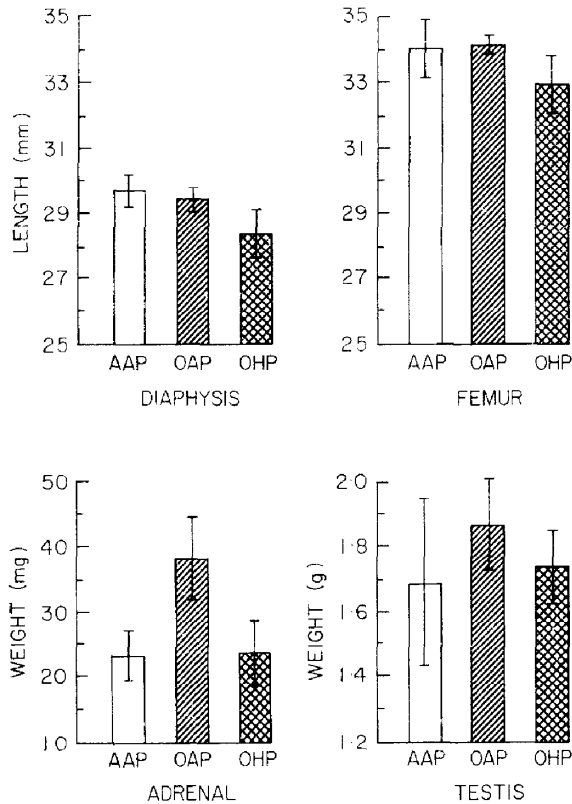 LENGTH (mm)
35
33
31
29
27
25
AAP OAP OHP
DIAPHYSIS
35
33
31
29
27
25
AAP OAP OHP
FEMUR
WEIGHT (mg)
50
40
30
20
10
AAP OAP OHP
ADRENAL
WEIGHT (g)
2·0
1·8
1·6
1·4
1·2
AAP OAP OHP
TESTIS